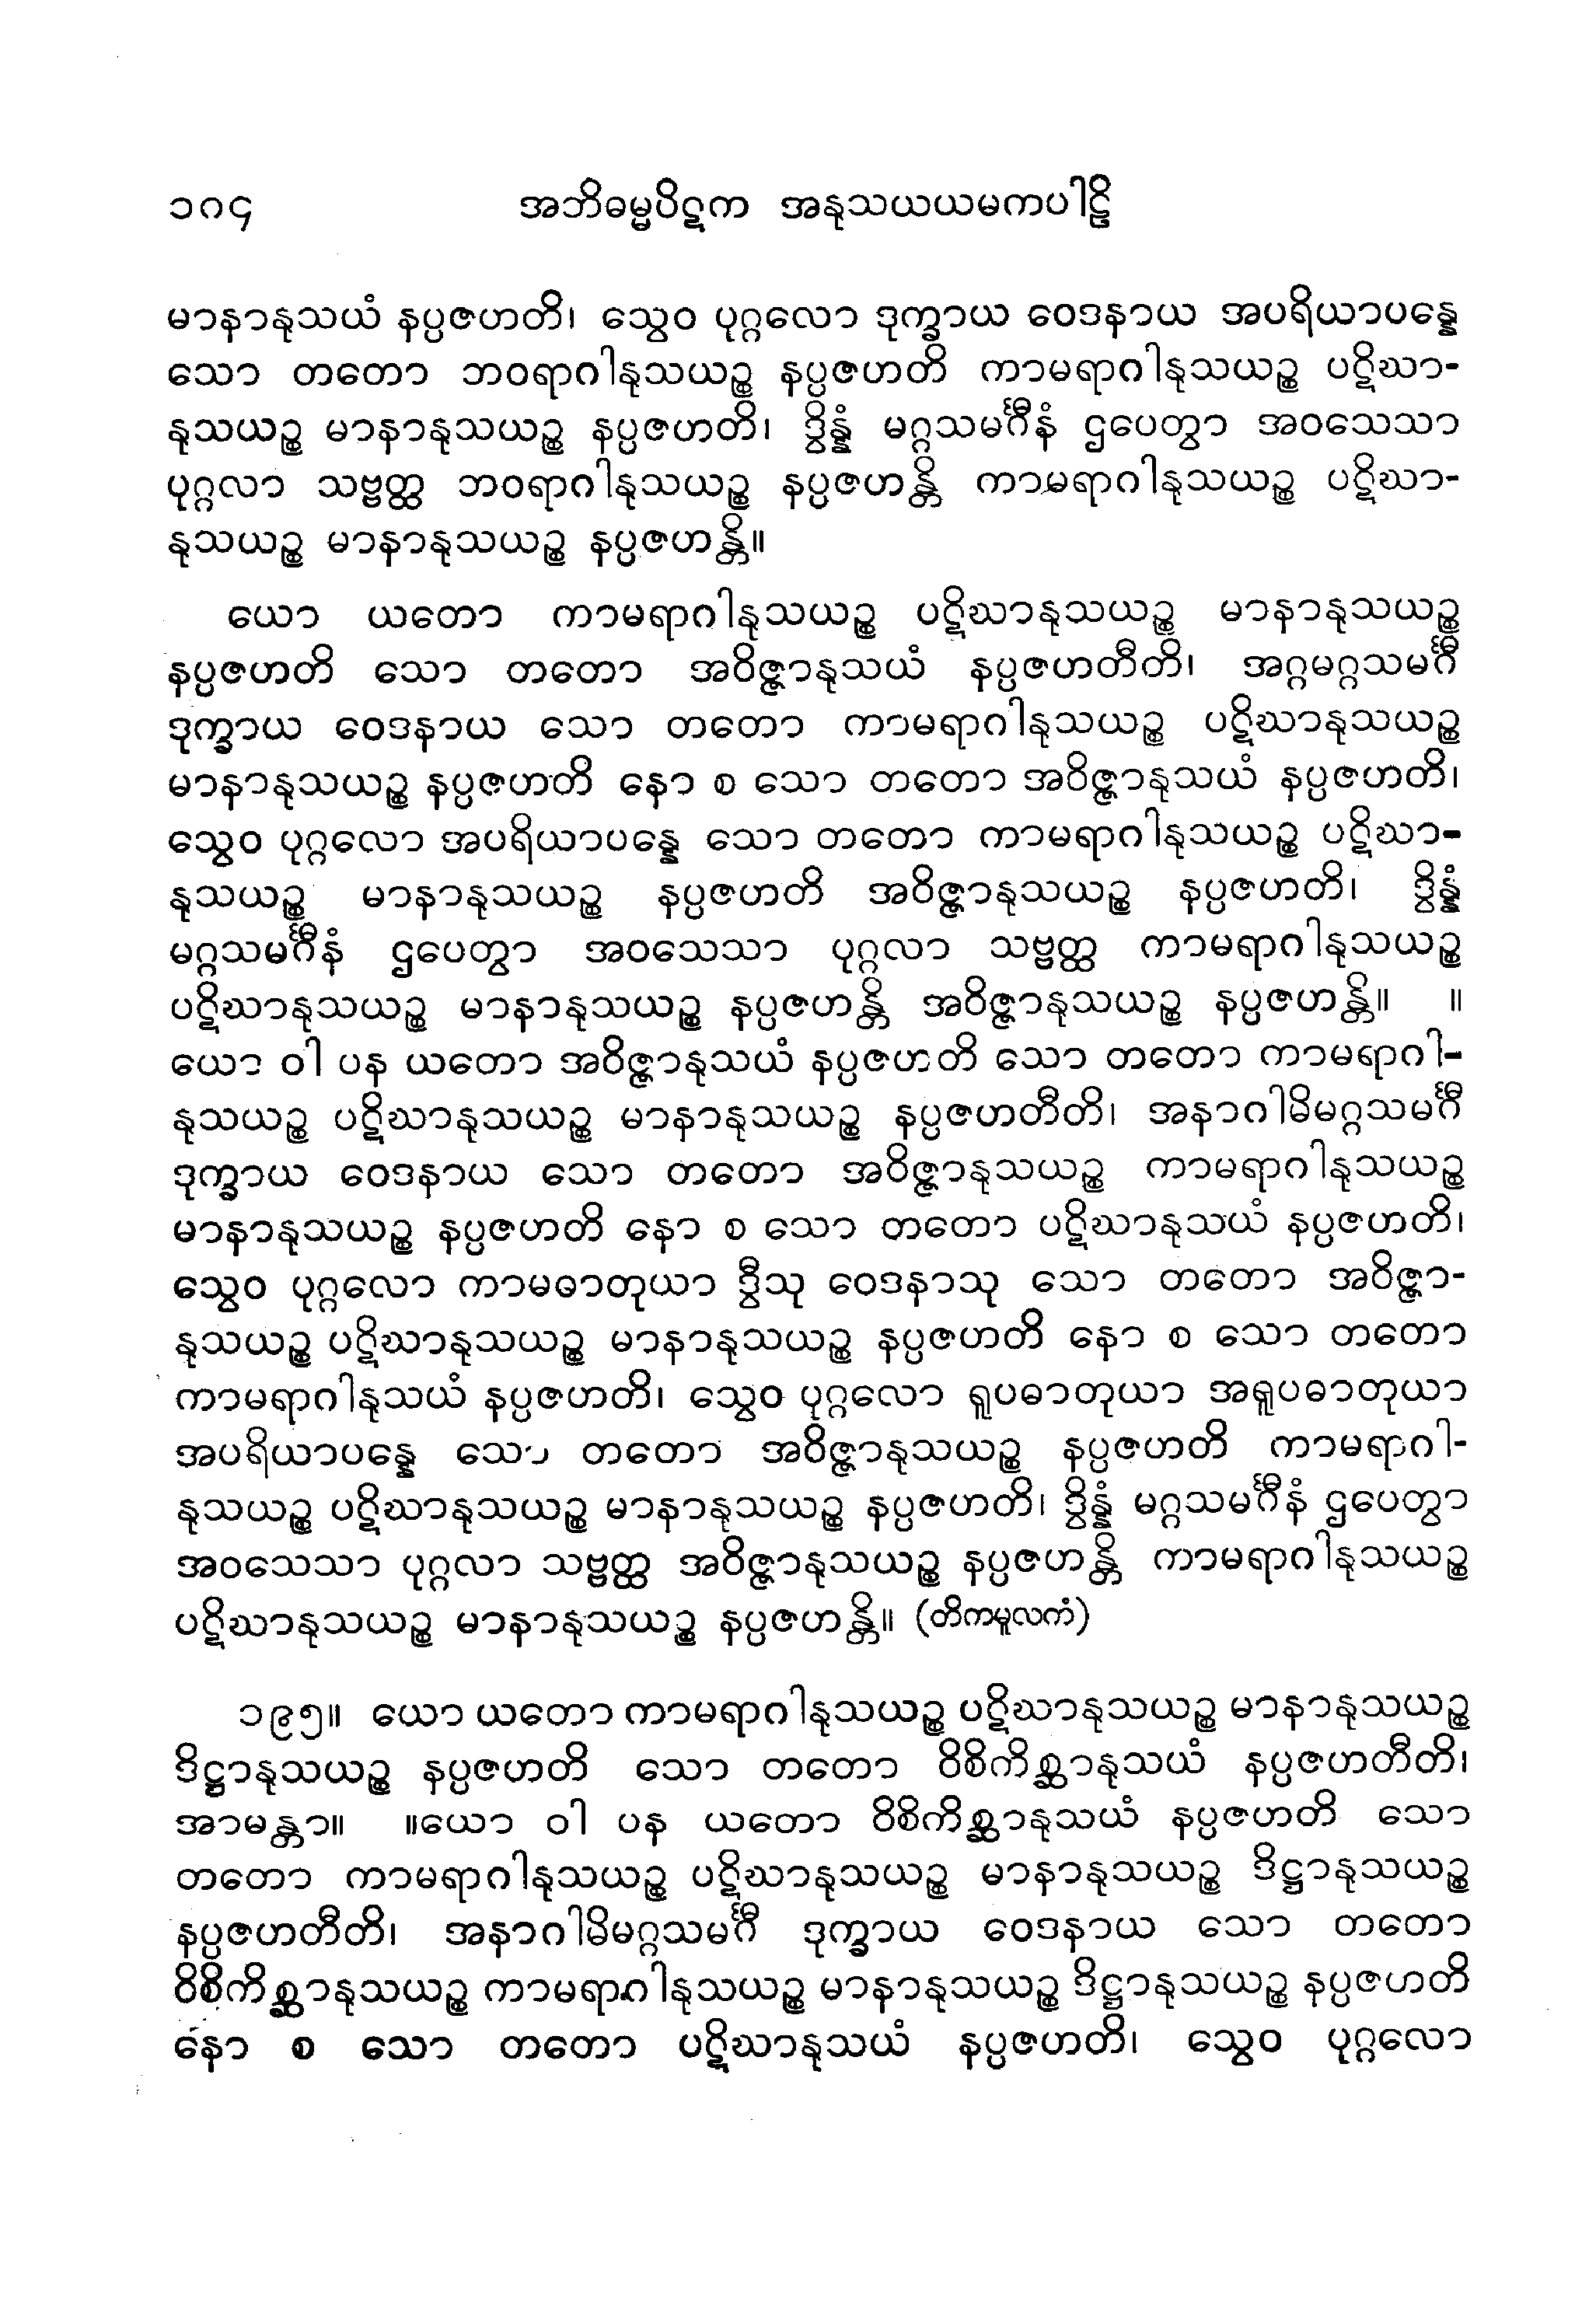 ၁၈၄ အဘိဓမ္မပိဋက အနုသယယမကပါဠိ
မာနာနုသယံ နပ္ပဇဟတိ၊ သွေဝ ပုဂ္ဂလော ဒုက္ခာယ ဝေဒနာယ အပရိယာပန္နေ
သော တတော ဘဝရာဂါနုသယဉ္စ နပ္ပဇဟတိ ကာမရာဂါနုသယဉ္စ ပဋိဃာ-
နုသယဉ္စ မာနာနုသယဉ္စ နပ္ပဇဟတိ၊ ဒွိန္နံ မဂ္ဂသမင်္ဂီနံ ဌပေတွာ အဝသေသာ
ပုဂ္ဂလာ သဗ္ဗတ္ထ ဘဝရာဂါနုသယဉ္စ နပ္ပဇဟန္တိ ကာမရာဂါနုသယဉ္စ ပဋိဃာ-
နုသယဉ္စ မာနာနုသယဉ္စ နပ္ပဇဟန္တိ။
ယော ယတော ကာမရာဂါနုသယဉ္စ ပဋိဃာနုသယဉ္စ မာနာနုသယဉ္စ
နပ္ပဇဟတိ သော တတော အဝိဇ္ဇာနုသယံ နပ္ပဇဟတီတိ၊ အဂ္ဂမဂ္ဂသမင်္ဂီ
ဒုက္ခာယ ဝေဒနာယ သော တတော ကာမရာဂါနုသယဉ္စ ပဋိဃာနုသယဉ္စ
မာနာနုသယဉ္စ နပ္ပဇဟတိ နော စ သော တတော အဝိဇ္ဇာနုသယံ နပ္ပဇဟတိ၊
သွေဝ ပုဂ္ဂလော အပရိယာပန္နေ သော တတော ကာမရာဂါနုသယဉ္စ ပဋိဃာ-
နုသယဉ္စ မာနာနုသယဉ္စ နပ္ပဇဟတိ အဝိဇ္ဇာနုသယဉ္စ နပ္ပဇဟတိ၊ ဒွိန္နံ
မဂ္ဂသမင်္ဂီနံ ဌပေတွာ အဝသေသာ ပုဂ္ဂလာ သဗ္ဗတ္ထ ကာမရာဂါနုသယဉ္စ
ပဋိဃာနုသယဉ္စ မာနာနုသယဉ္စ နပ္ပဇဟန္တိ အဝိဇ္ဇာနုသယဉ္စ နပ္ပဇဟန္တိ။ ။
ယော ဝါ ပန ယတော အဝိဇ္ဇာနုသယံ နပ္ပဇဟတိ သော တတော ကာမရာဂါ-
နုသယဉ္စ ပဋိဃာနုသယဉ္စ မာနာနုသယဉ္စ နပ္ပဇဟတီတိ၊ အနာဂါမိမဂ္ဂသမင်္ဂီ
ဒုက္ခာယ ဝေဒနာယ သော တတော အဝိဇ္ဇာနုသယဉ္စ ကာမရာဂါနုသယဉ္စ
မာနာနုသယဉ္စ နပ္ပဇဟတိ နော စ သော တတော ပဋိဃာနုသယံ နပ္ပဇဟတိ၊
သွေဝ ပုဂ္ဂလော ကာမဓာတုယာ ဒွီသု ဝေဒနာသု သော တတော အဝိဇ္ဇာ-
နုသယဉ္စ ပဋိဃာနုသယဉ္စ မာနာနုသယဉ္စ နပ္ပဇဟတိ နော စ သော တတော
ကာမရာဂါနုသယံ နပ္ပဇဟတိ၊ သွေဝ ပုဂ္ဂလော ရူပဓာတုယာ အရူပဓာတုယာ
အပရိယာပန္နေ သော တတော အဝိဇ္ဇာနုသယဉ္စ နပ္ပဇဟတိ ကာမရာဂါ-
နုသယဉ္စ ပဋိဃာနုသယဉ္စ မာနာနုသယဉ္စ နပ္ပဇဟတိ၊ ဒွိန္နံ မဂ္ဂသမင်္ဂီနံ ဌပေတွာ
အဝသေသာ ပုဂ္ဂလာ သဗ္ဗတ္ထ အဝိဇ္ဇာနုသယဉ္စ နပ္ပဇဟန္တိ ကာမရာဂါနုသယဉ္စ
ပဋိဃာနုသယဉ္စ မာနာနုသယဉ္စ နပ္ပဇဟန္တိ။ (တိကမူလကံ)
၁၉၅။ ယော ယတော ကာမရာဂါနုသယဉ္စ ပဋိဃာနုသယဉ္စ မာနာနုသယဉ္စ
ဒိဋ္ဌာနုသယဉ္စ နပ္ပဇဟတိ သော တတော ဝိစိကိစ္ဆာနုသယံ နပ္ပဇဟတီတိ၊
အာမန္တာ။ ။ယော ဝါ ပန ယတော ဝိစိကိစ္ဆာနုသယံ နပ္ပဇဟတိ သော
တတော ကာမရာဂါနုသယဉ္စ ပဋိဃာနုသယဉ္စ မာနာနုသယဉ္စ ဒိဋ္ဌာနုသယဉ္စ
နပ္ပဇဟတီတိ၊ အနာဂါမိမဂ္ဂသမင်္ဂီ ဒုက္ခာယ ဝေဒနာယ သော တတော
ဝိစိကိစ္ဆာနုသယဉ္စ ကာမရာဂါနုသယဉ္စ မာနာနုသယဉ္စ ဒိဋ္ဌာနုသယဉ္စ နပ္ပဇဟတိ
နော စ သော တတော ပဋိဃာနုသယံ နပ္ပဇဟတိ၊ သွေဝ ပုဂ္ဂလော